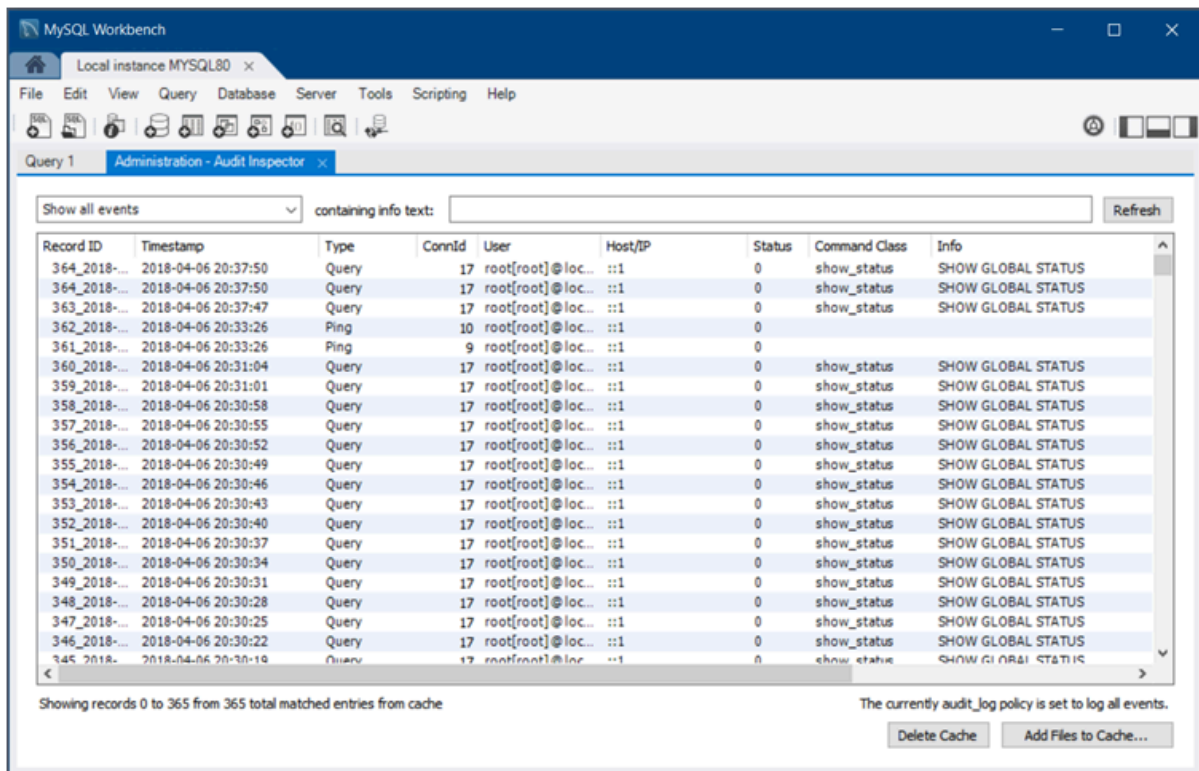 MySQL Workbench
Local instance MYSQL80
File Edit View Query Database Server Tools Scripting Help
SQL SQL
Query 1 Administration - Audit Inspector
Show all events containing info text: Refresh
Record ID Timestamp Type ConnId User Host/IP Status Command Class Info
364_2018-... 2018-04-06 20:37:50 Query 17 root[root]@loc... ::1 0 show_status SHOW GLOBAL STATUS
364_2018-... 2018-04-06 20:37:50 Query 17 root[root]@loc... ::1 0 show_status SHOW GLOBAL STATUS
363_2018-... 2018-04-06 20:37:47 Query 17 root[root]@loc... ::1 0 show_status SHOW GLOBAL STATUS
362_2018-... 2018-04-06 20:33:26 Ping 10 root[root]@loc... ::1 0
361_2018-... 2018-04-06 20:33:26 Ping 9 root[root]@loc... ::1 0
360_2018-... 2018-04-06 20:31:04 Query 17 root[root]@loc... ::1 0 show_status SHOW GLOBAL STATUS
359_2018-... 2018-04-06 20:31:01 Query 17 root[root]@loc... ::1 0 show_status SHOW GLOBAL STATUS
358_2018-... 2018-04-06 20:30:58 Query 17 root[root]@loc... ::1 0 show_status SHOW GLOBAL STATUS
357_2018-... 2018-04-06 20:30:55 Query 17 root[root]@loc... ::1 0 show_status SHOW GLOBAL STATUS
356_2018-... 2018-04-06 20:30:52 Query 17 root[root]@loc... ::1 0 show_status SHOW GLOBAL STATUS
355_2018-... 2018-04-06 20:30:49 Query 17 root[root]@loc... ::1 0 show_status SHOW GLOBAL STATUS
354_2018-... 2018-04-06 20:30:46 Query 17 root[root]@loc... ::1 0 show_status SHOW GLOBAL STATUS
353_2018-... 2018-04-06 20:30:43 Query 17 root[root]@loc... ::1 0 show_status SHOW GLOBAL STATUS
352_2018-... 2018-04-06 20:30:40 Query 17 root[root]@loc... ::1 0 show_status SHOW GLOBAL STATUS
351_2018-... 2018-04-06 20:30:37 Query 17 root[root]@loc... ::1 0 show_status SHOW GLOBAL STATUS
350_2018-... 2018-04-06 20:30:34 Query 17 root[root]@loc... ::1 0 show_status SHOW GLOBAL STATUS
349_2018-... 2018-04-06 20:30:31 Query 17 root[root]@loc... ::1 0 show_status SHOW GLOBAL STATUS
348_2018-... 2018-04-06 20:30:28 Query 17 root[root]@loc... ::1 0 show_status SHOW GLOBAL STATUS
347_2018-... 2018-04-06 20:30:25 Query 17 root[root]@loc... ::1 0 show_status SHOW GLOBAL STATUS
346_2018-... 2018-04-06 20:30:22 Query 17 root[root]@loc... ::1 0 show_status SHOW GLOBAL STATUS
345_2018-... 2018-04-06 20:30:19 Query 17 root[root]@loc... ::1 0 show_status SHOW GLOBAL STATUS
Showing records 0 to 365 from 365 total matched entries from cache The currently audit_log policy is set to log all events.
Delete Cache Add Files to Cache...